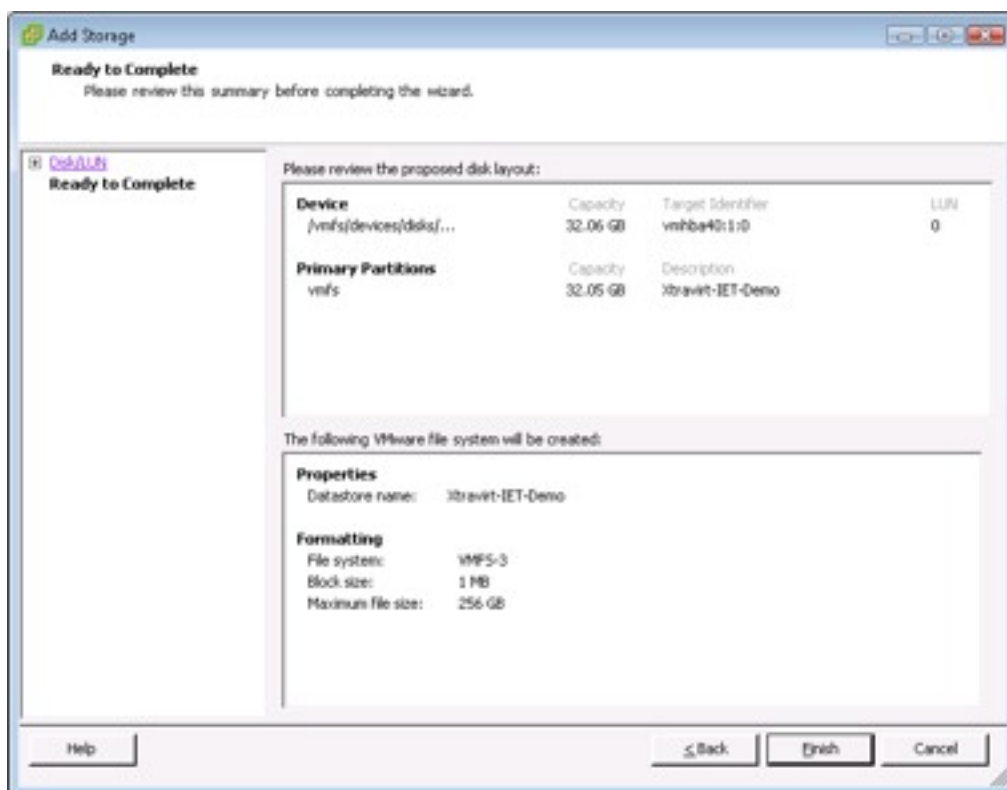 Add Storage
Ready to Complete
Please review this summary before completing the wizard.
Disk/LUN
Ready to Complete
Please review the proposed disk layout:
Device Capacity Target Identifier LUN
/vmfs/devices/disks/... 32.06 GB vmhba40:1:0 0
Primary Partitions Capacity Description
vmfs 32.05 GB Xtravirt-IET-Demo
The following VMware file system will be created:
Properties
Datastore name: Xtravirt-IET-Demo
Formatting
File system: VMFS-3
Block size: 1 MB
Maximum file size: 256 GB
Help < Back Finish Cancel